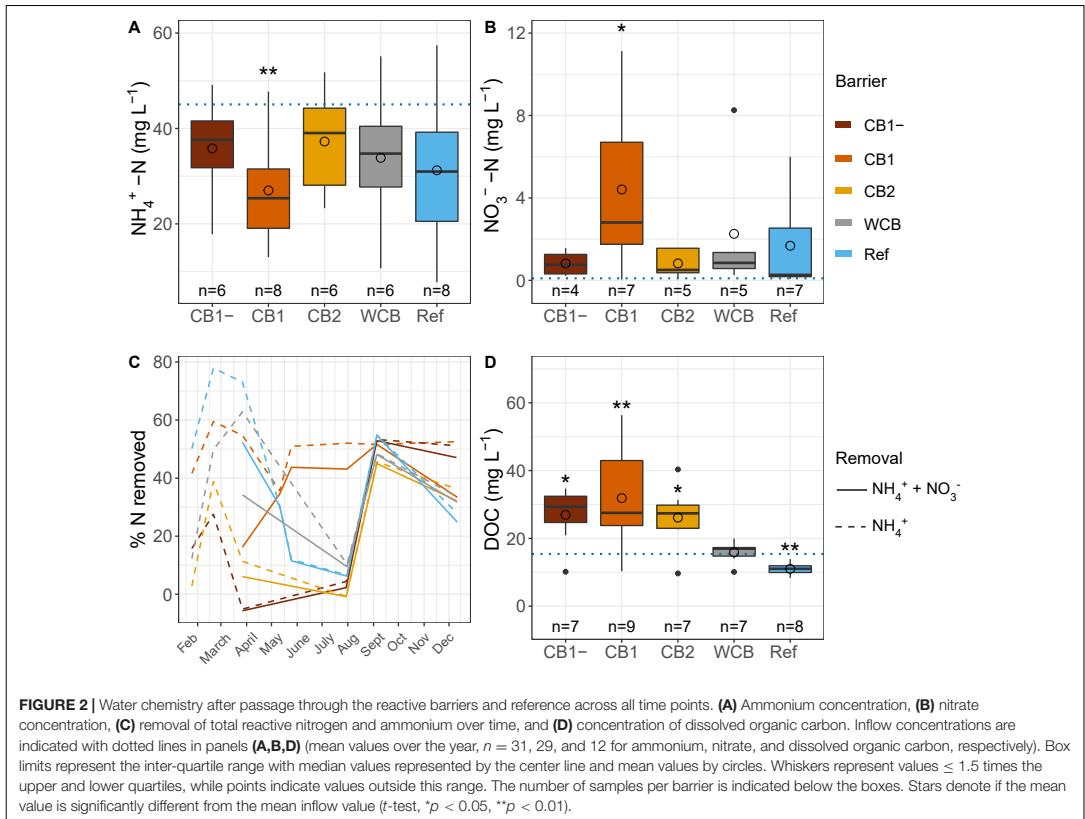 A
B
60
40
20
NH4+ −N (mg L−1)
**
n=6 n=8 n=6 n=6 n=8
CB1− CB1 CB2 WCB Ref
12
8
4
0
NO3− −N (mg L−1)
*
n=4 n=7 n=5 n=5 n=7
CB1− CB1 CB2 WCB Ref
Barrier
CB1−
CB1
CB2
WCB
Ref
C
D
80
60
40
20
0
% N removed
Feb March April May June July Aug Sept Oct Nov Dec
60
40
20
0
DOC (mg L−1)
* ** * **
n=7 n=9 n=7 n=7 n=8
CB1− CB1 CB2 WCB Ref
Removal
NH4+ + NO3-
NH4+
FIGURE 2 | Water chemistry after passage through the reactive barriers and reference across all time points. (A) Ammonium concentration, (B) nitrate
concentration, (C) removal of total reactive nitrogen and ammonium over time, and (D) concentration of dissolved organic carbon. Inflow concentrations are
indicated with dotted lines in panels (A,B,D) (mean values over the year, n = 31, 29, and 12 for ammonium, nitrate, and dissolved organic carbon, respectively). Box
limits represent the inter-quartile range with median values represented by the center line and mean values by circles. Whiskers represent values ≤ 1.5 times the
upper and lower quartiles, while points indicate values outside this range. The number of samples per barrier is indicated below the boxes. Stars denote if the mean
value is significantly different from the mean inflow value (t-test, *p < 0.05, **p < 0.01).